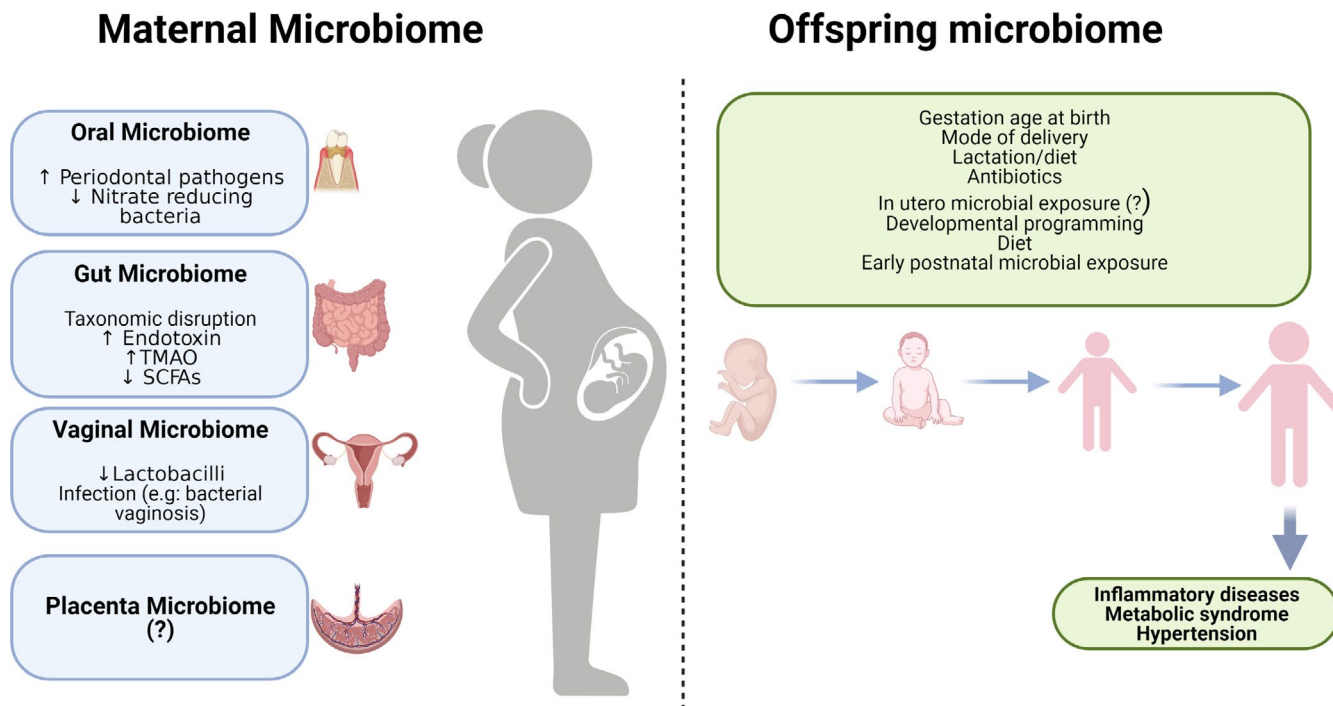 Maternal Microbiome
Oral Microbiome
↑ Periodontal pathogens
↓ Nitrate reducing
bacteria
Gut Microbiome
Taxonomic disruption
↑ Endotoxin
↑TMAO
↓ SCFAs
Vaginal Microbiome
↓Lactobacilli
Infection (e.g: bacterial
vaginosis)
Placenta Microbiome
(?)
Offspring microbiome
Gestation age at birth
Mode of delivery
Lactation/diet
Antibiotics
In utero microbial exposure (?)
Developmental programming
Diet
Early postnatal microbial exposure
Inflammatory diseases
Metabolic syndrome
Hypertension